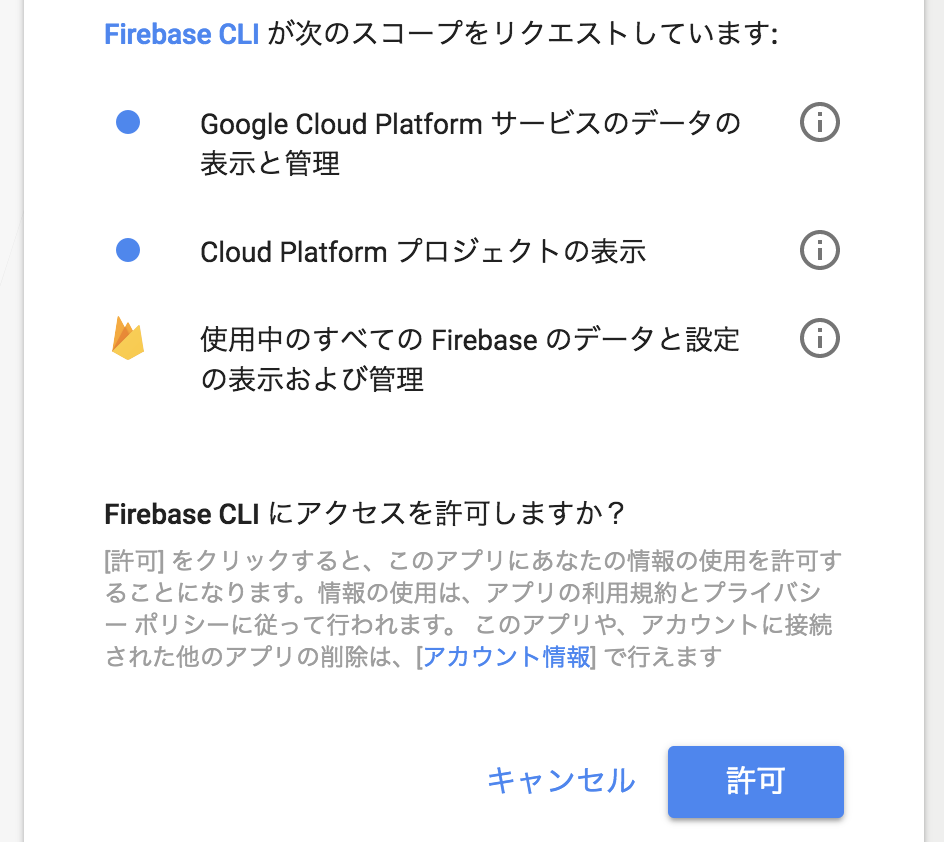 Firebase CLI が次のスコープをリクエストしています:
Google Cloud Platform サービスのデータの
表示と管理
Cloud Platform プロジェクトの表示
使用中のすべての Firebase のデータと設定
の表示および管理
Firebase CLI にアクセスを許可しますか？
[許可] をクリックすると、このアプリにあなたの情報の使用を許可す
ることになります。情報の使用は、アプリの利用規約とプライバシ
ー ポリシーに従って行われます。 このアプリや、アカウントに接続
された他のアプリの削除は、[アカウント情報] で行えます
キャンセル 許可